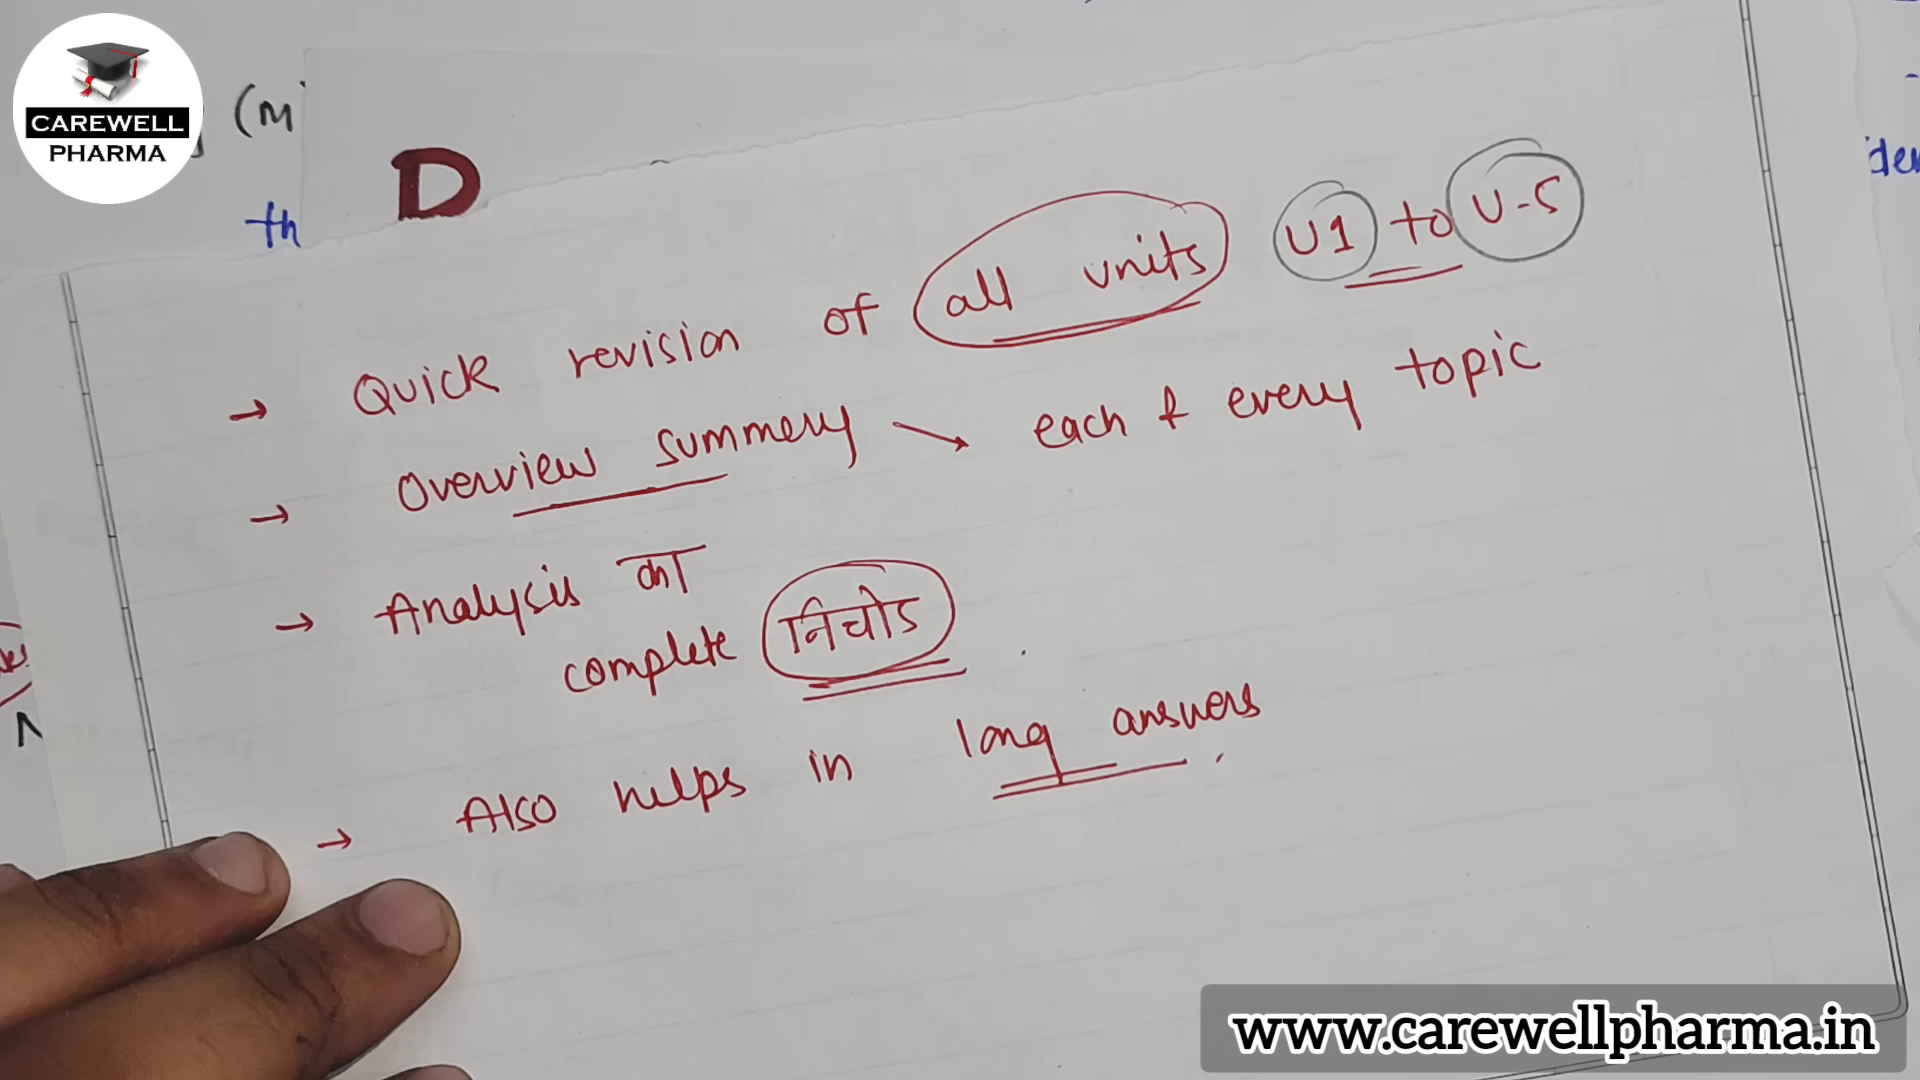 CAREWELL
PHARMA
(m
th
D
→ Quick revision of all units U1 to U-5
→ Overview summery → each & every topic
→ Analysis का
complete निचोड
→ Also helps in long answers.
www.carewellpharma.in